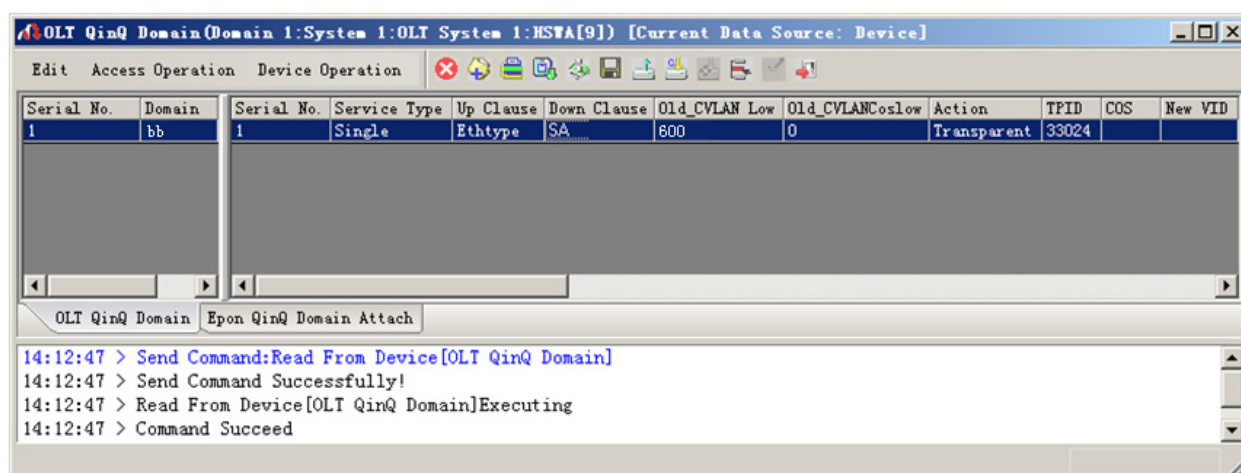 OLT QinQ Domain(Domain 1:System 1:OLT System 1:HSWA[9]) [Current Data Source: Device]
Edit Access Operation Device Operation
Serial No. Domain Serial No. Service Type Up Clause Down Clause Old_CVLAN Low Old_CVLANCoslow Action TPID COS New VID
1 bb 1 Single Ethtype SA 600 0 Transparent 33024
OLT QinQ Domain Epon QinQ Domain Attach
14:12:47 > Send Command:Read From Device[OLT QinQ Domain]
14:12:47 > Send Command Successfully!
14:12:47 > Read From Device[OLT QinQ Domain]Executing
14:12:47 > Command Succeed